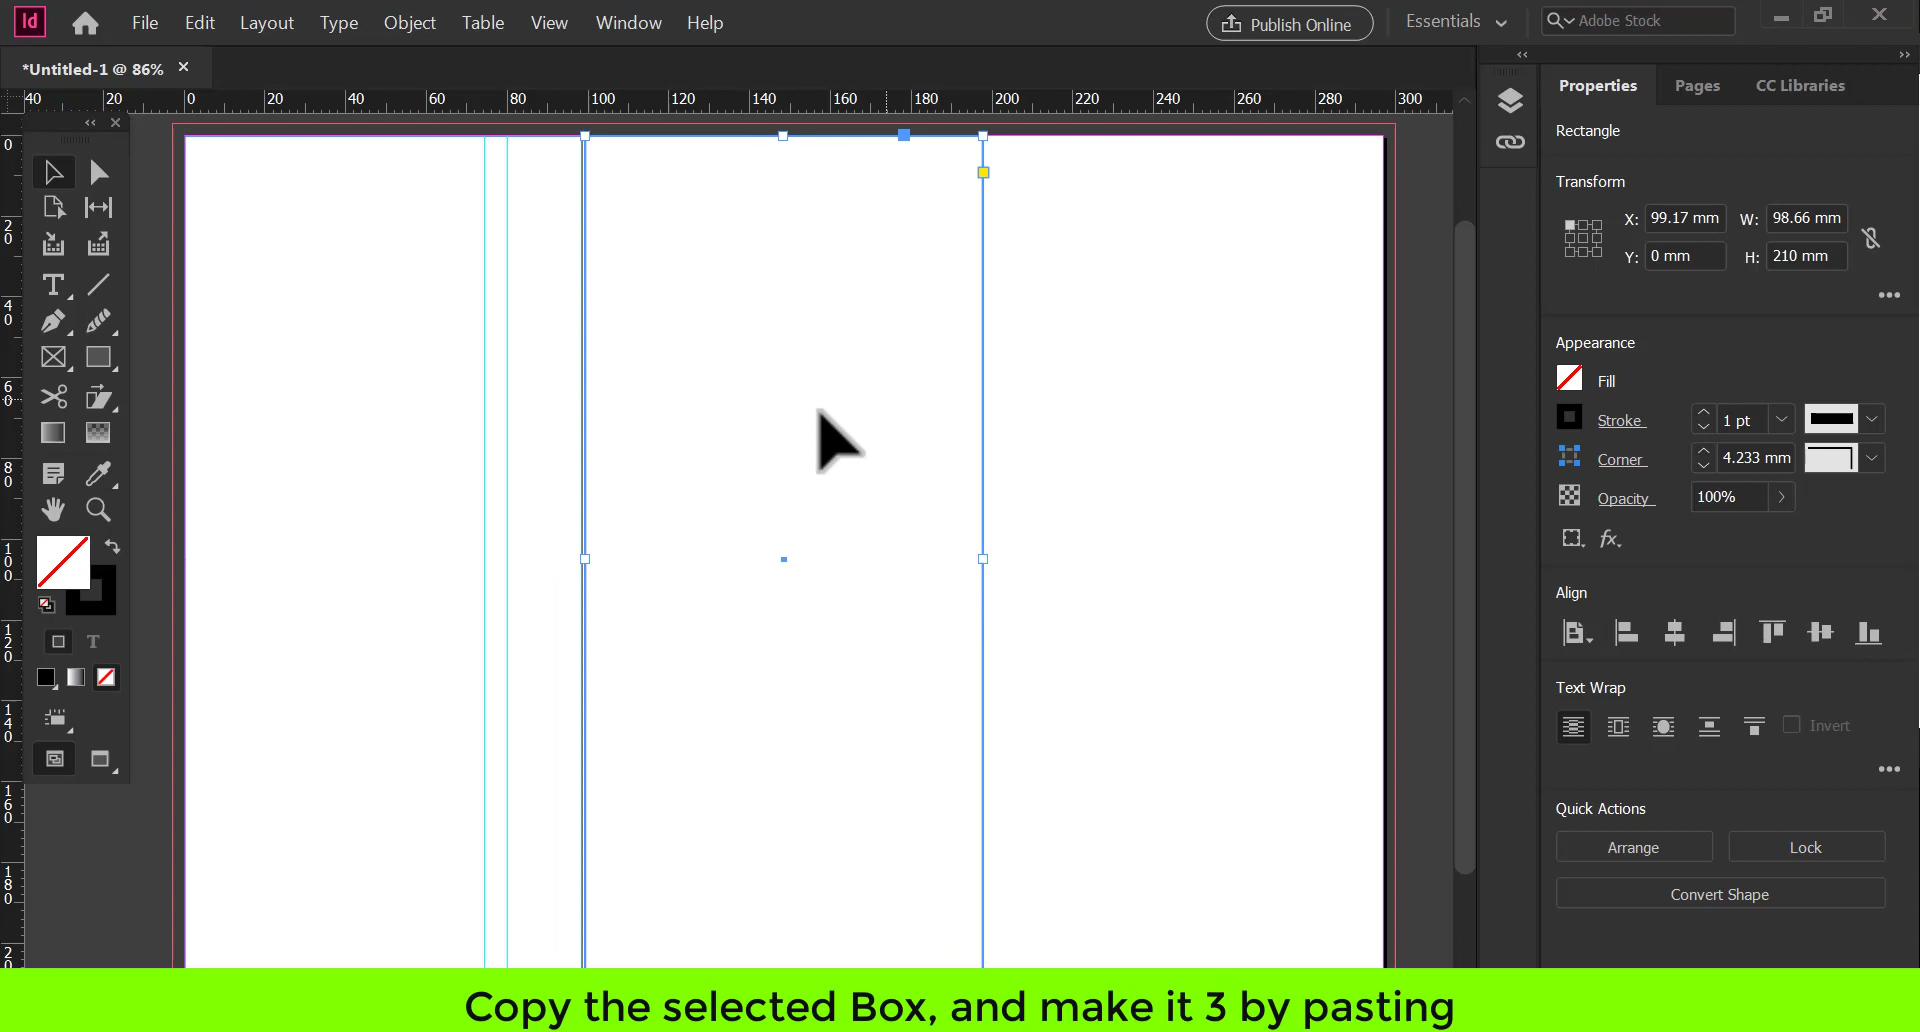 Id File Edit Layout Type Object Table View Window Help Publish Online Essentials Adobe Stock
*Untitled-1 @ 86%
40 20 0 20 40 60 80 100 120 140 160 180 200 220 240 260 280 300
Properties Pages CC Libraries
Rectangle
Transform
X: 99.17 mm W: 98.66 mm
Y: 0 mm H: 210 mm
Appearance
Fill
Stroke 1 pt
Corner 4.233 mm
Opacity 100%
fx
Align
Text Wrap
Invert
Quick Actions
Arrange Lock
Convert Shape
0
20
40
60
80
100
120
140
160
180
20
T
T
Copy the selected Box, and make it 3 by pasting